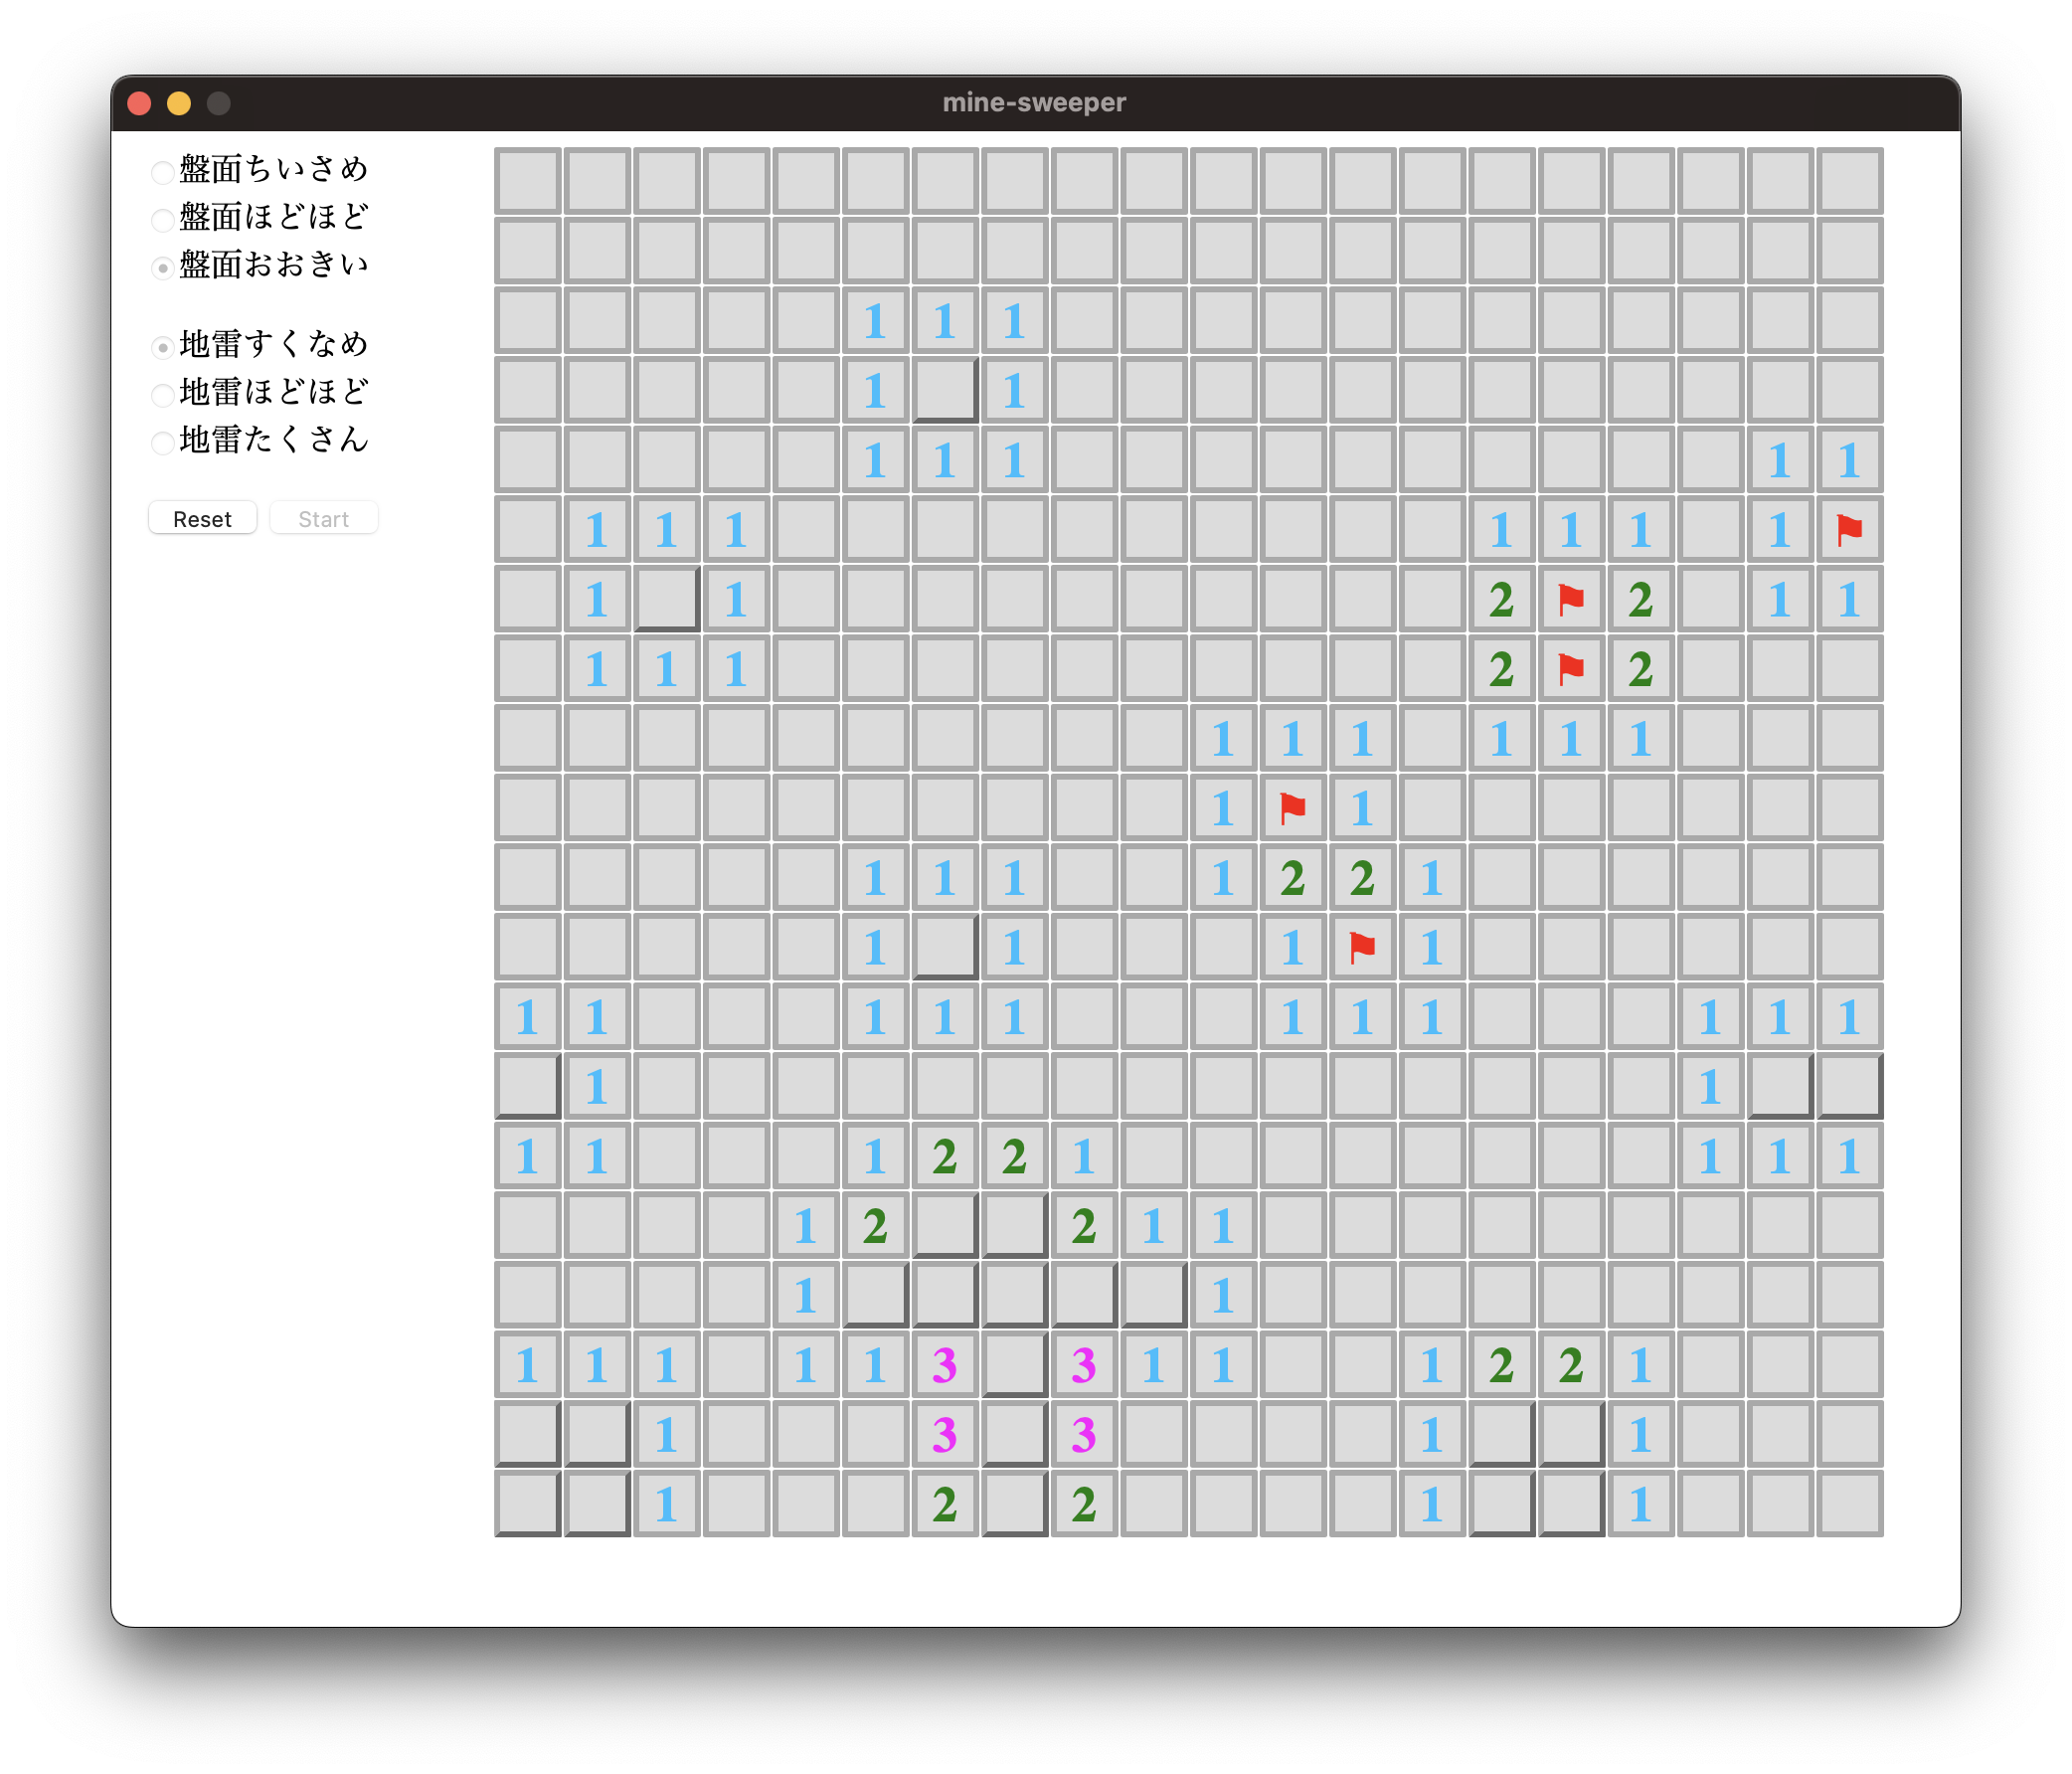 mine-sweeper
盤面ちいさめ
盤面ほどほど
盤面おおきい
地雷すくなめ
地雷ほどほど
地雷たくさん
Reset Start
1 1 1
1 1
1 1 1 1 1
1 1 1 1 1 1 1
1 1 2 2 1 1
1 1 1 2 2
1 1 1 1 1 1
1 1
1 1 1 1 2 2 1
1 1 1 1
1 1 1 1 1 1 1 1 1 1 1
1 1
1 1 1 2 2 1 1 1 1
1 2 2 1 1
1 1
1 1 1 1 1 3 3 1 1 1 2 2 1
1 3 3 1 1
1 2 2 1 1